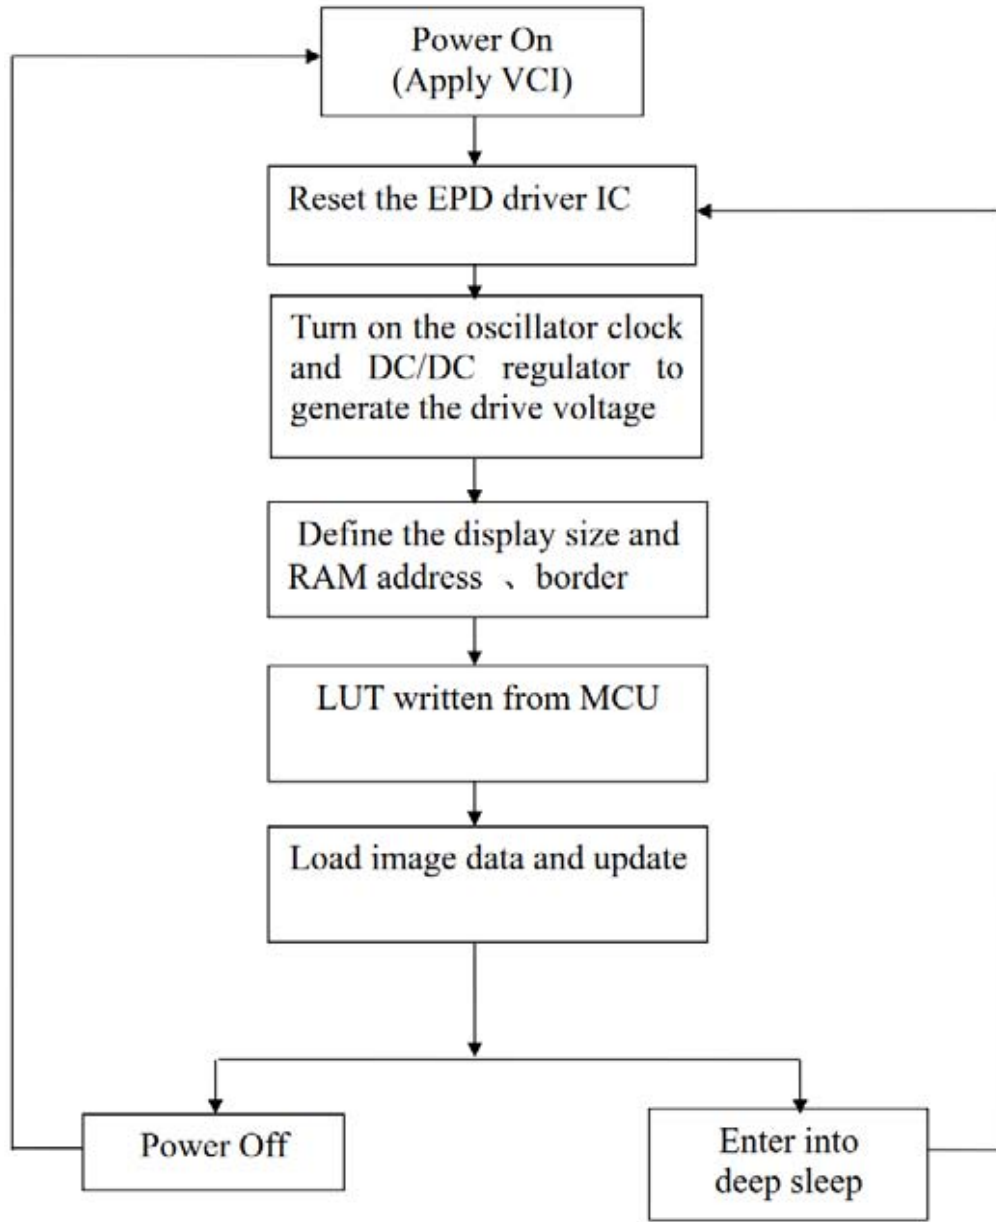 Power On
(Apply VCI)
Reset the EPD driver IC
Turn on the oscillator clock
and DC/DC regulator to
generate the drive voltage
Define the display size and
RAM address 、border
LUT written from MCU
Load image data and update
Power Off
Enter into
deep sleep